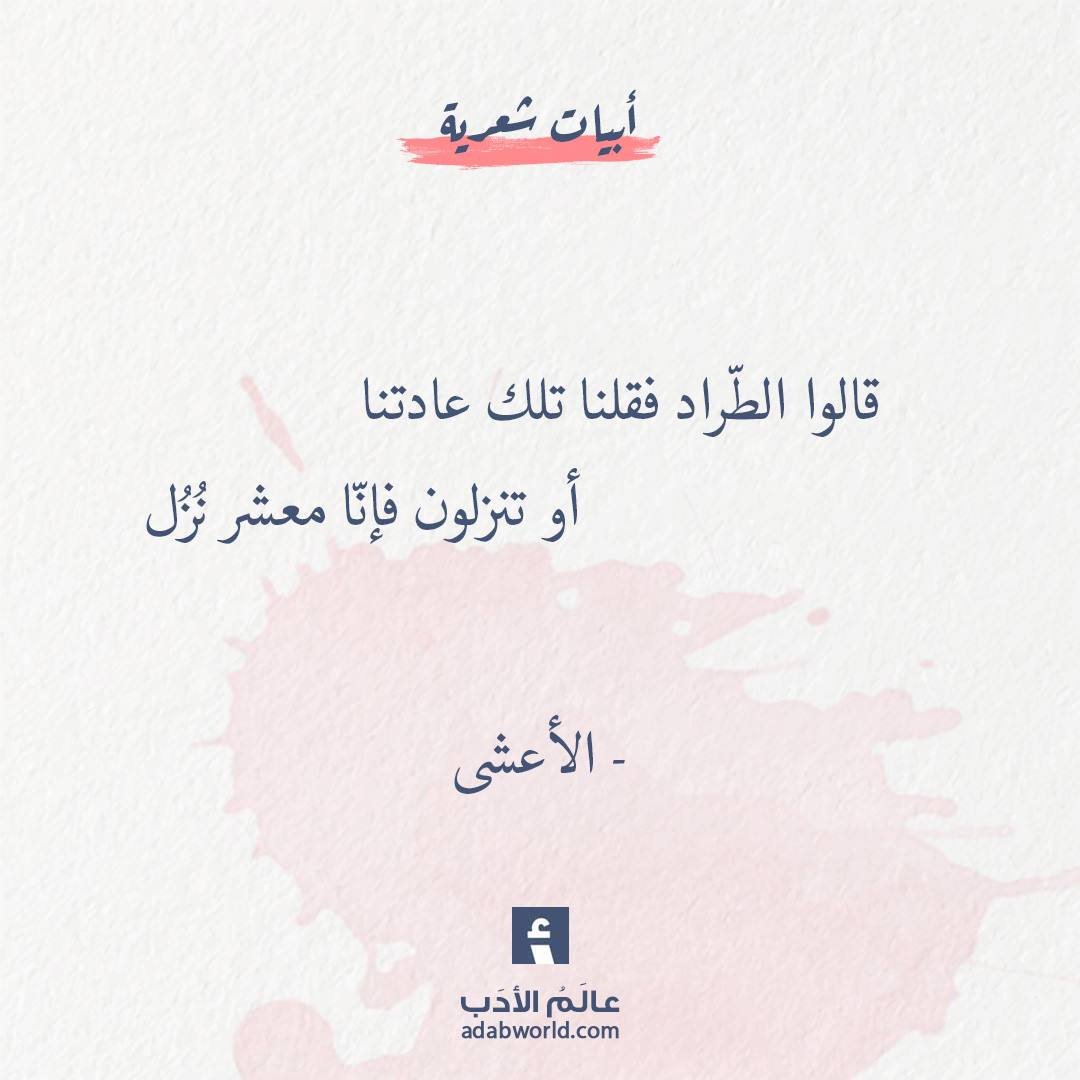 أبيات شعرية
قالوا الطّراد فقلنا تلك عادتنا
أو تنزلون فإنّا معشر نُزُل
- الأعشى
أ
عالَمُ الأدَب
adabworld.com